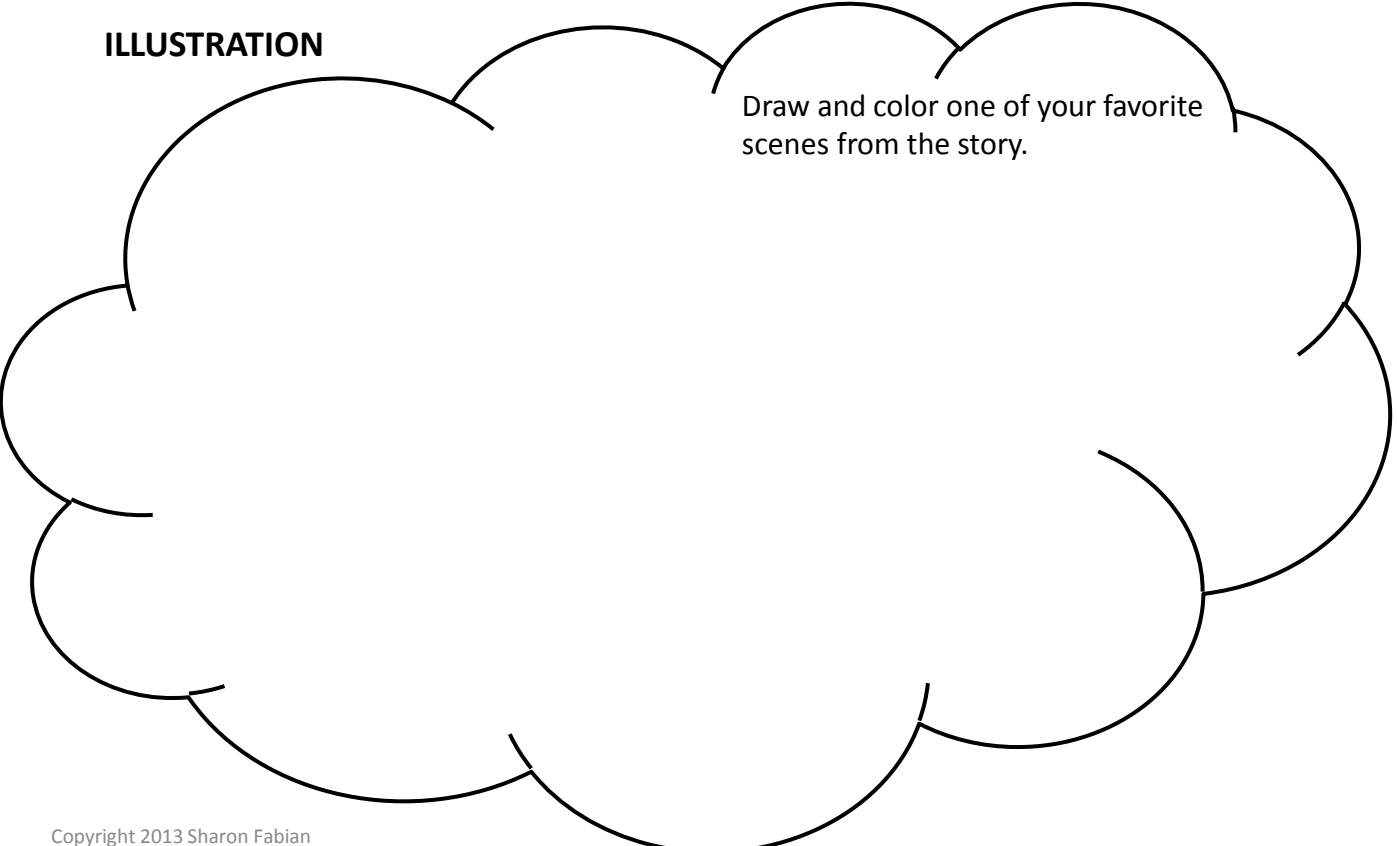 ILLUSTRATION
Draw and color one of your favorite
scenes from the story.
Copyright 2013 Sharon Fabian